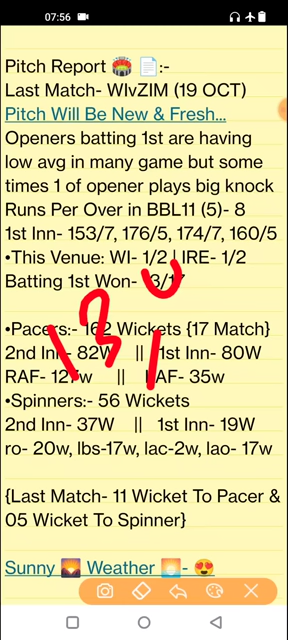 07:56
Pitch Report 🏟️ 📄:-
Last Match- WIvZIM (19 OCT)
Pitch Will Be New & Fresh...
Openers batting 1st are having
low avg in many game but some
times 1 of opener plays big knock
Runs Per Over in BBL11 (5)- 8
1st Inn- 153/7, 176/5, 174/7, 160/5
•This Venue: WI- 1/2 | IRE- 1/2
Batting 1st Won- 13/17
130
•Pacers:- 162 Wickets {17 Match}
2nd Inn- 82W || 1st Inn- 80W
RAF- 127w || LAF- 35w
•Spinners:- 56 Wickets
2nd Inn- 37W || 1st Inn- 19W
ro- 20w, lbs-17w, lac-2w, lao- 17w
{Last Match- 11 Wicket To Pacer &
05 Wicket To Spinner}
Sunny 🌄 Weather 🌅- 😍